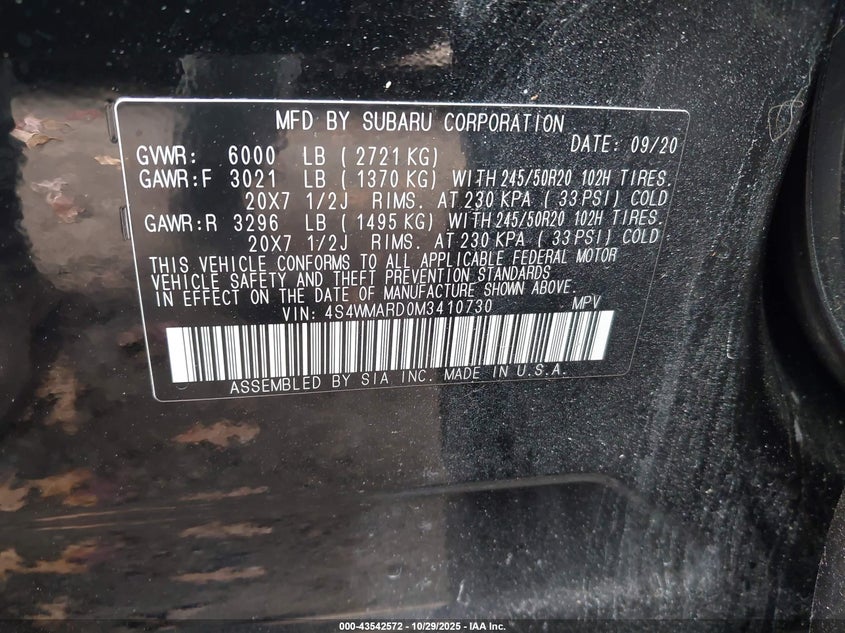 MFD BY SUBARU CORPORATION
DATE: 09/20
GVWR: 6000 LB ( 2721 KG)
GAWR:F 3021 LB ( 1370 KG) WITH 245/50R20 102H TIRES.
20X7 1/2J RIMS. AT 230 KPA ( 33 PSI) COLD
GAWR:R 3296 LB ( 1495 KG) WITH 245/50R20 102H TIRES.
20X7 1/2J RIMS. AT 230 KPA ( 33 PSI) COLD
THIS VEHICLE CONFORMS TO ALL APPLICABLE FEDERAL MOTOR
VEHICLE SAFETY AND THEFT PREVENTION STANDARDS
IN EFFECT ON THE DATE OF MANUFACTURE SHOWN ABOVE.
VIN: 4S4WMARD0M3410730 MPV
ASSEMBLED BY SIA INC. MADE IN U.S.A.
000-43542572 - 10/29/2025 - IAA Inc.